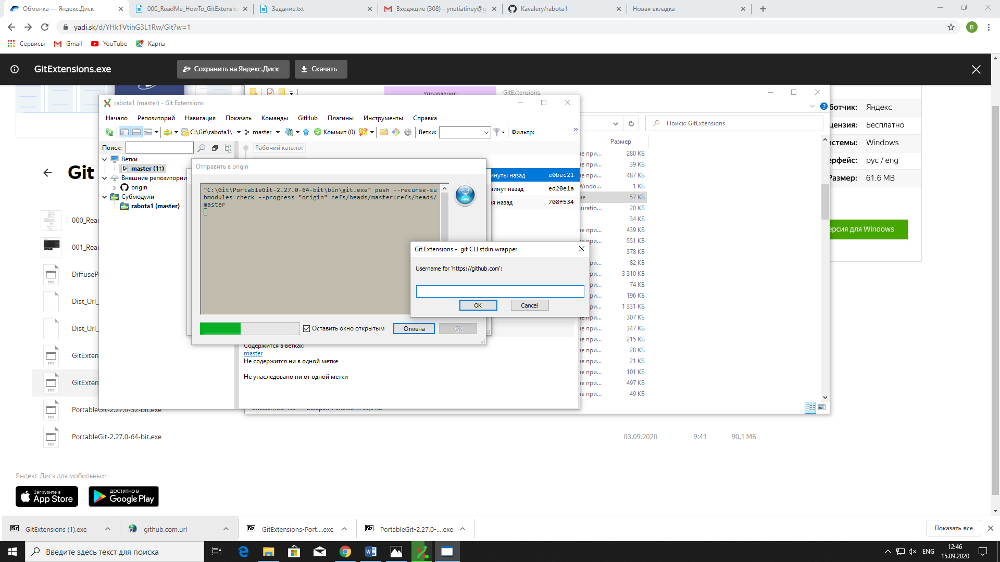 Обменка — Яндекс.Диск
000_ReadMe_HowTo_GitExtensio
Задание.txt
Входящие (308) - ynetiatiney@g
Kavalery/rabota1
Новая вкладка
yadi.sk/d/YHk1VtihG3L1Rw/Git?w=1
B
Сервисы
Gmail
YouTube
Карты
GitExtensions.exe
Сохранить на Яндекс.Диск
Скачать
Управление
GitExtensions
rabota1 (master) - Git Extensions
Начало
Репозиторий
Навигация
Показать
Команды
GitHub
Плагины
Инструменты
Справка
C:\Git\rabota1\
master
Коммит (0)
Ветки:
Фильтр:
Поиск: GitExtensions
Размер
Поиск:
Рабочий каталог
Ветки
master (1↑)
Внешние репозитории
origin
Субмодули
rabota1 (master)
Отправить в origin
"C:\Git\PortableGit-2.27.0-64-bit\bin\git.exe" push --recurse-su
bmodules=check --progress "origin" refs/heads/master:refs/heads/
master
инуты назад e0bec21
минут назад ed20e1a
назад 708f534
Git Extensions - git CLI stdin wrapper
Username for 'https://github.com':
OK
Cancel
Оставить окно открытым
Отмена
OK
Содержится в ветках:
master
Не содержится ни в одной метке
Не унаследовано ни от одной метки
280 КБ
39 КБ
487 КБ
1 КБ
57 КБ
20 КБ
34 КБ
439 КБ
551 КБ
378 КБ
82 КБ
3 310 КБ
74 КБ
196 КБ
1 331 КБ
307 КБ
347 КБ
215 КБ
28 КБ
21 КБ
101 КБ
497 КБ
49 КБ
ботчик: Яндекс
цензия: Бесплатно
истемы: Windows
ерфейс: рус / eng
Размер: 61.6 MB
ерсия для Windows
Git
000_Read
001_Read
DiffuseP
Dist_Url_
Dist_Url_
GitExten
GitExten
PortableGit-2.27.0-32-bit.exe
PortableGit-2.27.0-64-bit.exe
03.09.2020
9:41
90,1 МБ
Яндекс.Диск для мобильных:
Загрузите в
App Store
ДОСТУПНО В
Google Play
GitExtensions (1).exe
github.com.url
GitExtensions-Port....exe
PortableGit-2.27.0-....exe
Показать все
Введите здесь текст для поиска
ENG
12:46
15.09.2020